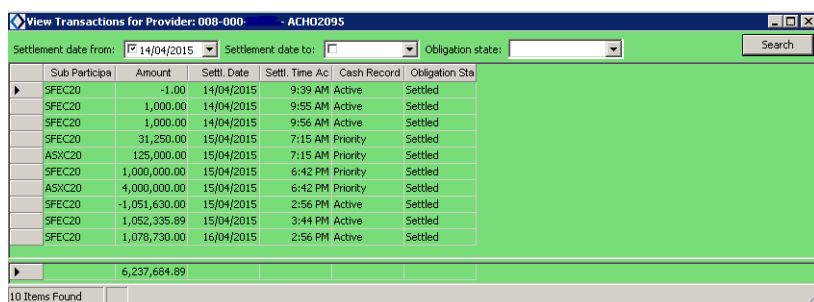 View Transactions for Provider: 008-000- - ACHO2095
Settlement date from: 14/04/2015 Settlement date to: Obligation state: Search
Sub Participa Amount Settl. Date Settl. Time Ac Cash Record Obligation Sta
SFEC20 -1.00 14/04/2015 9:39 AM Active Settled
SFEC20 1,000.00 14/04/2015 9:55 AM Active Settled
SFEC20 1,000.00 14/04/2015 9:56 AM Active Settled
SFEC20 31,250.00 15/04/2015 7:15 AM Priority Settled
ASXC20 125,000.00 15/04/2015 7:15 AM Priority Settled
SFEC20 1,000,000.00 15/04/2015 6:42 PM Priority Settled
ASXC20 4,000,000.00 15/04/2015 6:42 PM Priority Settled
SFEC20 -1,051,630.00 15/04/2015 2:56 PM Active Settled
SFEC20 1,052,335.89 15/04/2015 3:44 PM Active Settled
SFEC20 1,078,730.00 16/04/2015 2:56 PM Active Settled
6,237,684.89
10 Items Found